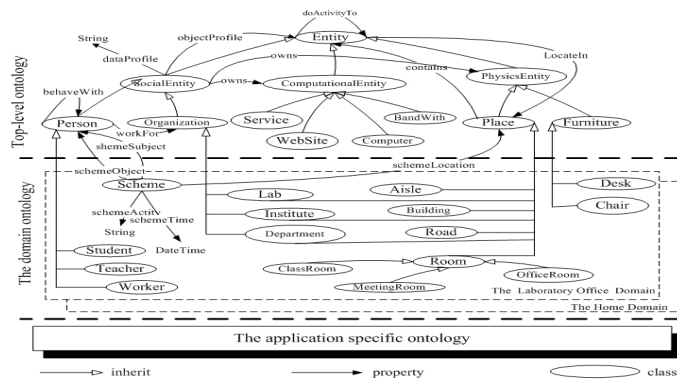 doActivityTo
String
objectProfile
Entity
dataProfile
LocateIn
owns
contains
SocialEntity
owns
ComputationalEntity
PhysicsEntity
behaveWith
Person
Organization
Service
BandWith
Place
Furniture
workFor
WebSite
Computer
shemeSubject
Top-level ontology
schemeLocation
schemeObject
Scheme
Lab
Aisle
Desk
schemeActity
schemeTime
Institute
Building
Chair
String
Department
Road
DateTime
Student
ClassRoom
Room
OfficeRoom
Teacher
Worker
MeetingRoom
The Laboratory Office Domain
The Home Domain
The domain ontology
The application specific ontology
inherit
property
class